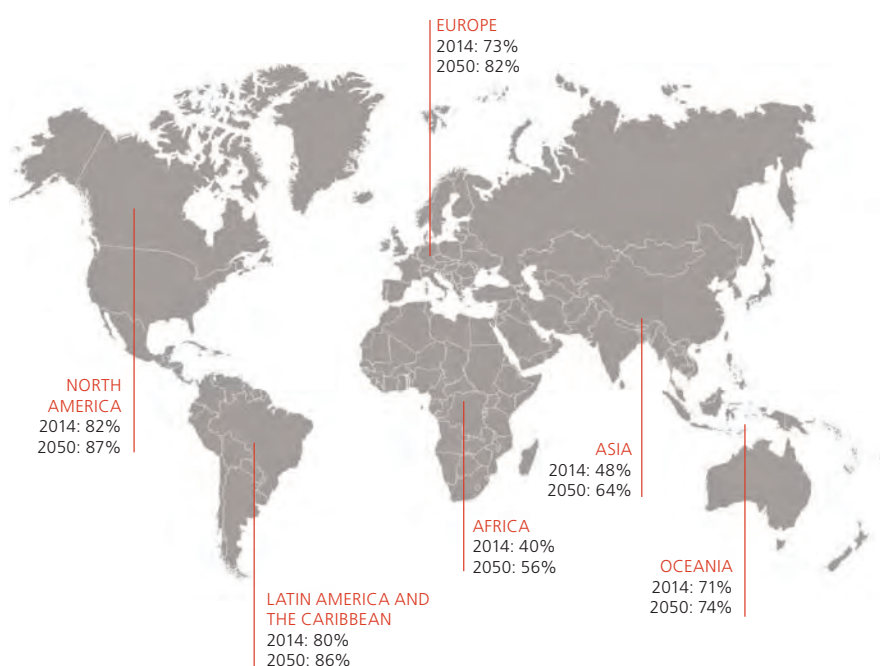 EUROPE
2014: 73%
2050: 82%
NORTH
AMERICA
2014: 82%
2050: 87%
ASIA
2014: 48%
2050: 64%
AFRICA
2014: 40%
2050: 56%
OCEANIA
2014: 71%
2050: 74%
LATIN AMERICA AND
THE CARIBBEAN
2014: 80%
2050: 86%